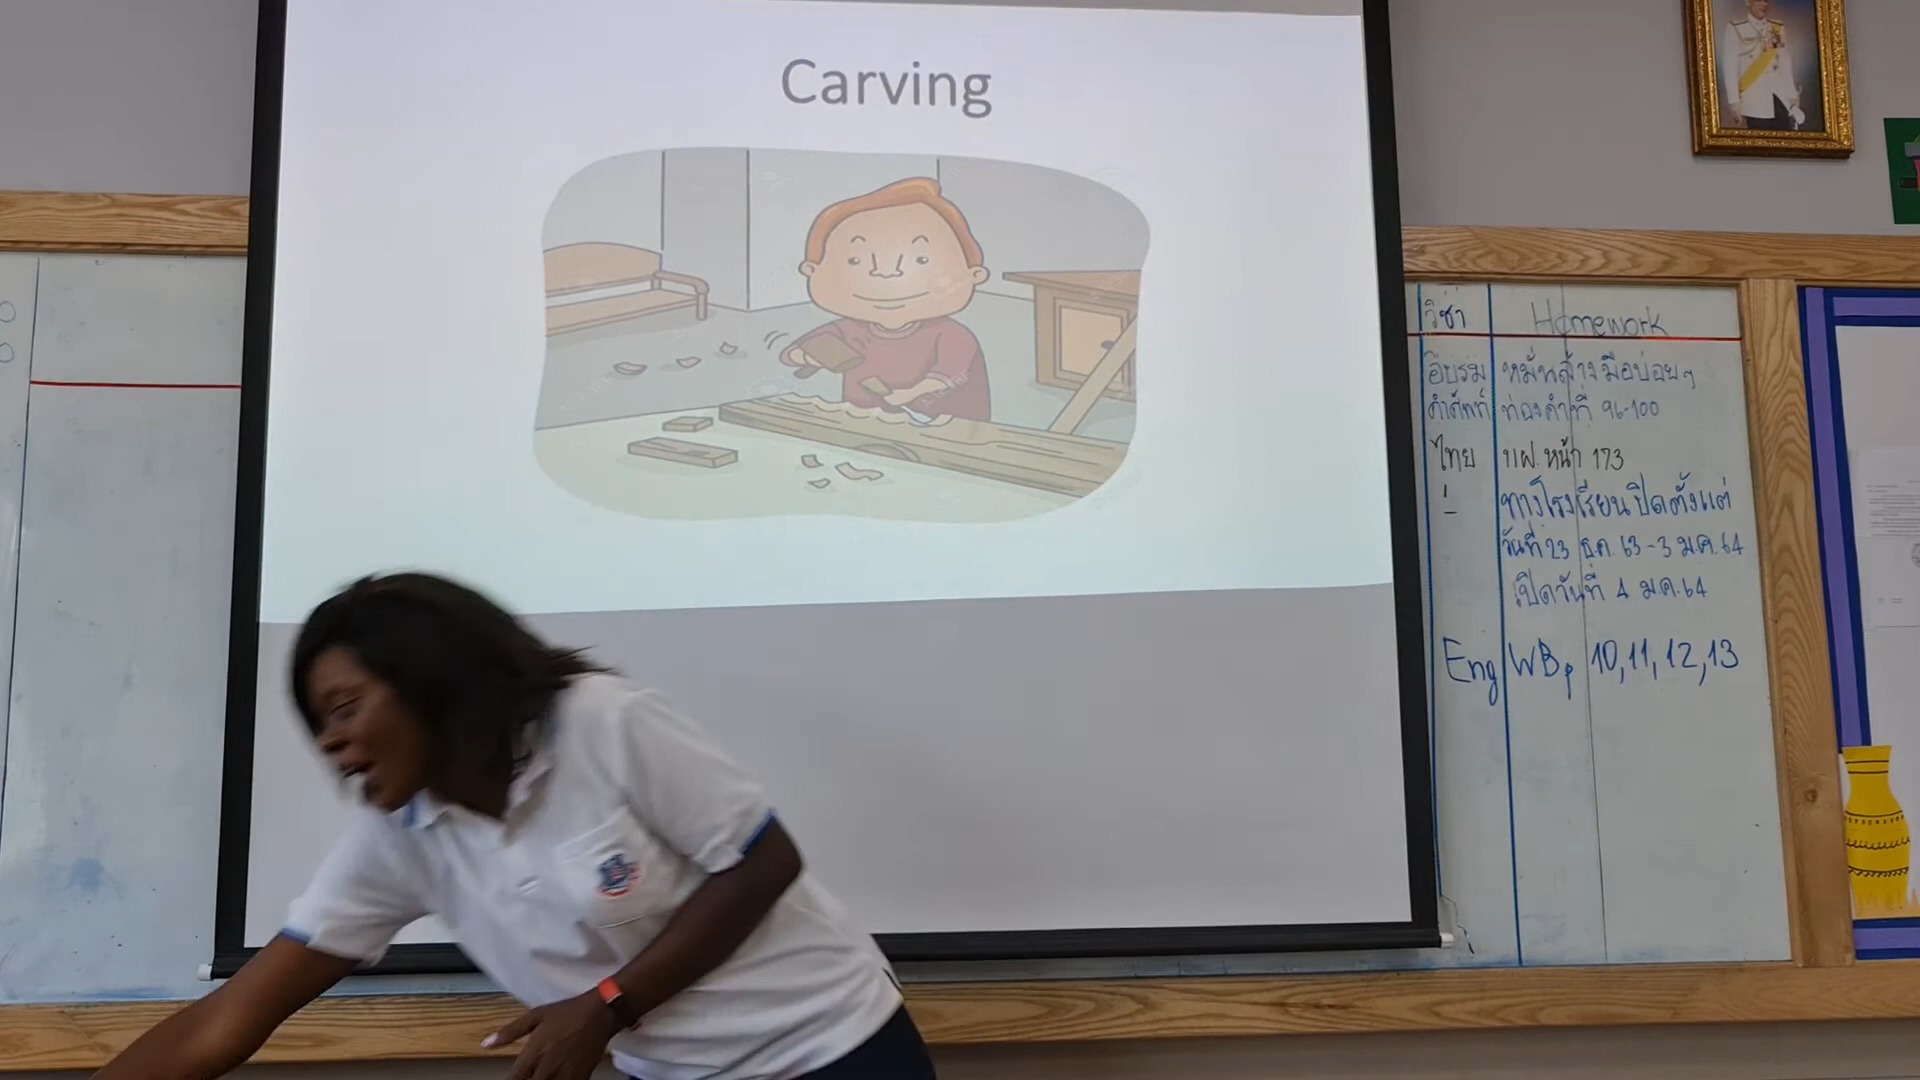 Carving
วิชา Homework
อบรม หมั่นล้างมือบ่อยๆ
คำศัพท์ ท่องคำที่ 96-100
ไทย แฝ. หน้า 173
! ทางโรงเรียนปิดตั้งแต่
วันที่ 23 ธ.ค. 63 - 3 ม.ค. 64
เปิดวันที่ 4 ม.ค. 64
Eng WB p 10,11,12,13